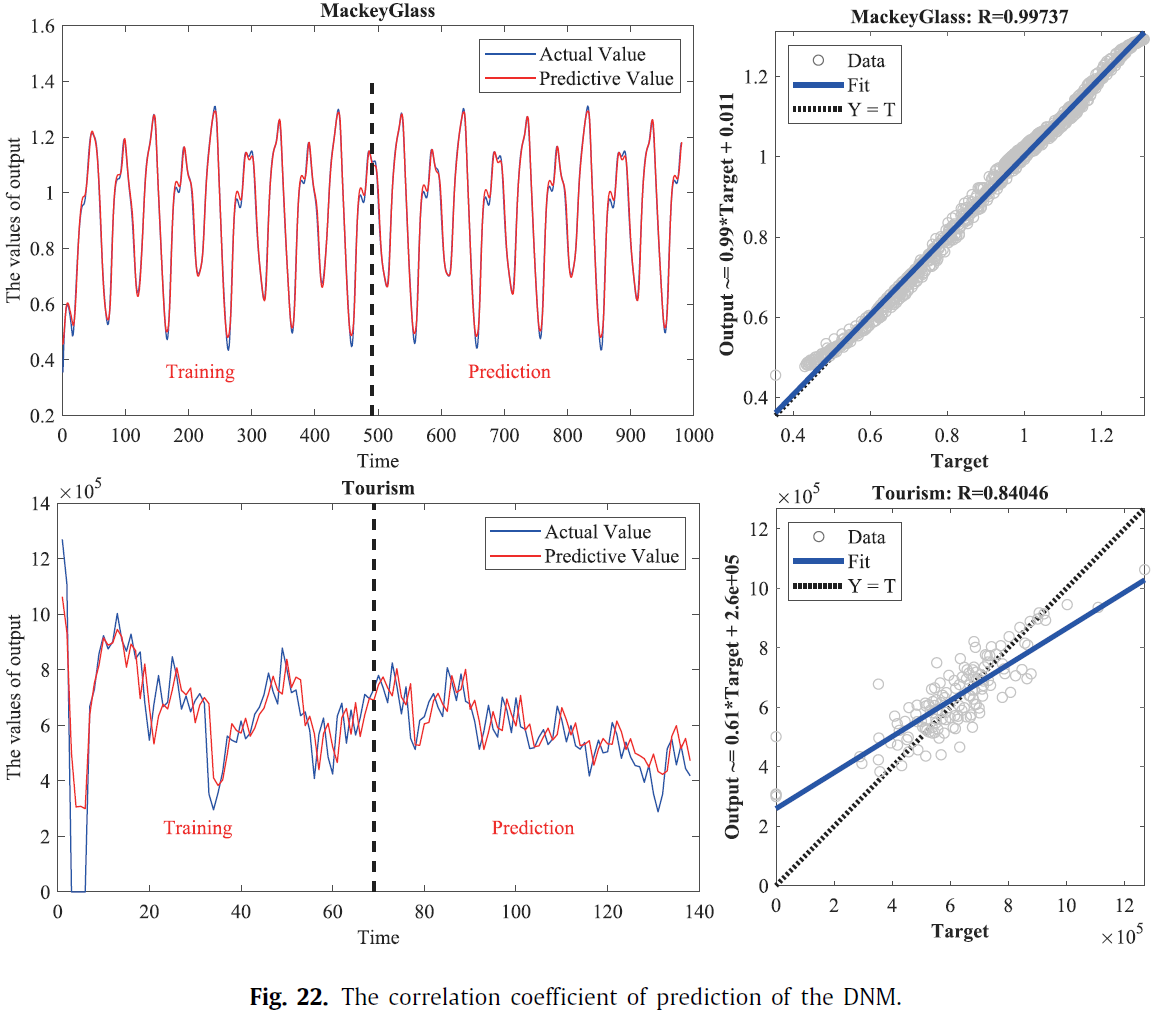 MackeyGlass
1.6
1.4
1.2
1
0.8
0.6
0.4
0.2
The values of output
Actual Value
Predictive Value
Training
Prediction
0 100 200 300 400 500 600 700 800 900 1000
Time
MackeyGlass: R=0.99737
Output ~= 0.99*Target + 0.011
1.2
1
0.8
0.6
0.4
Data
Fit
Y = T
0.4 0.6 0.8 1 1.2
Target
×10⁵
Tourism
14
12
10
8
6
4
2
0
The values of output
Actual Value
Predictive Value
Training
Prediction
0 20 40 60 80 100 120 140
Time
×10⁵
Tourism: R=0.84046
Output ~= 0.61*Target + 2.6e+05
12
10
8
6
4
2
0
Data
Fit
Y = T
0 2 4 6 8 10 12
Target
×10⁵
Fig. 22. The correlation coefficient of prediction of the DNM.